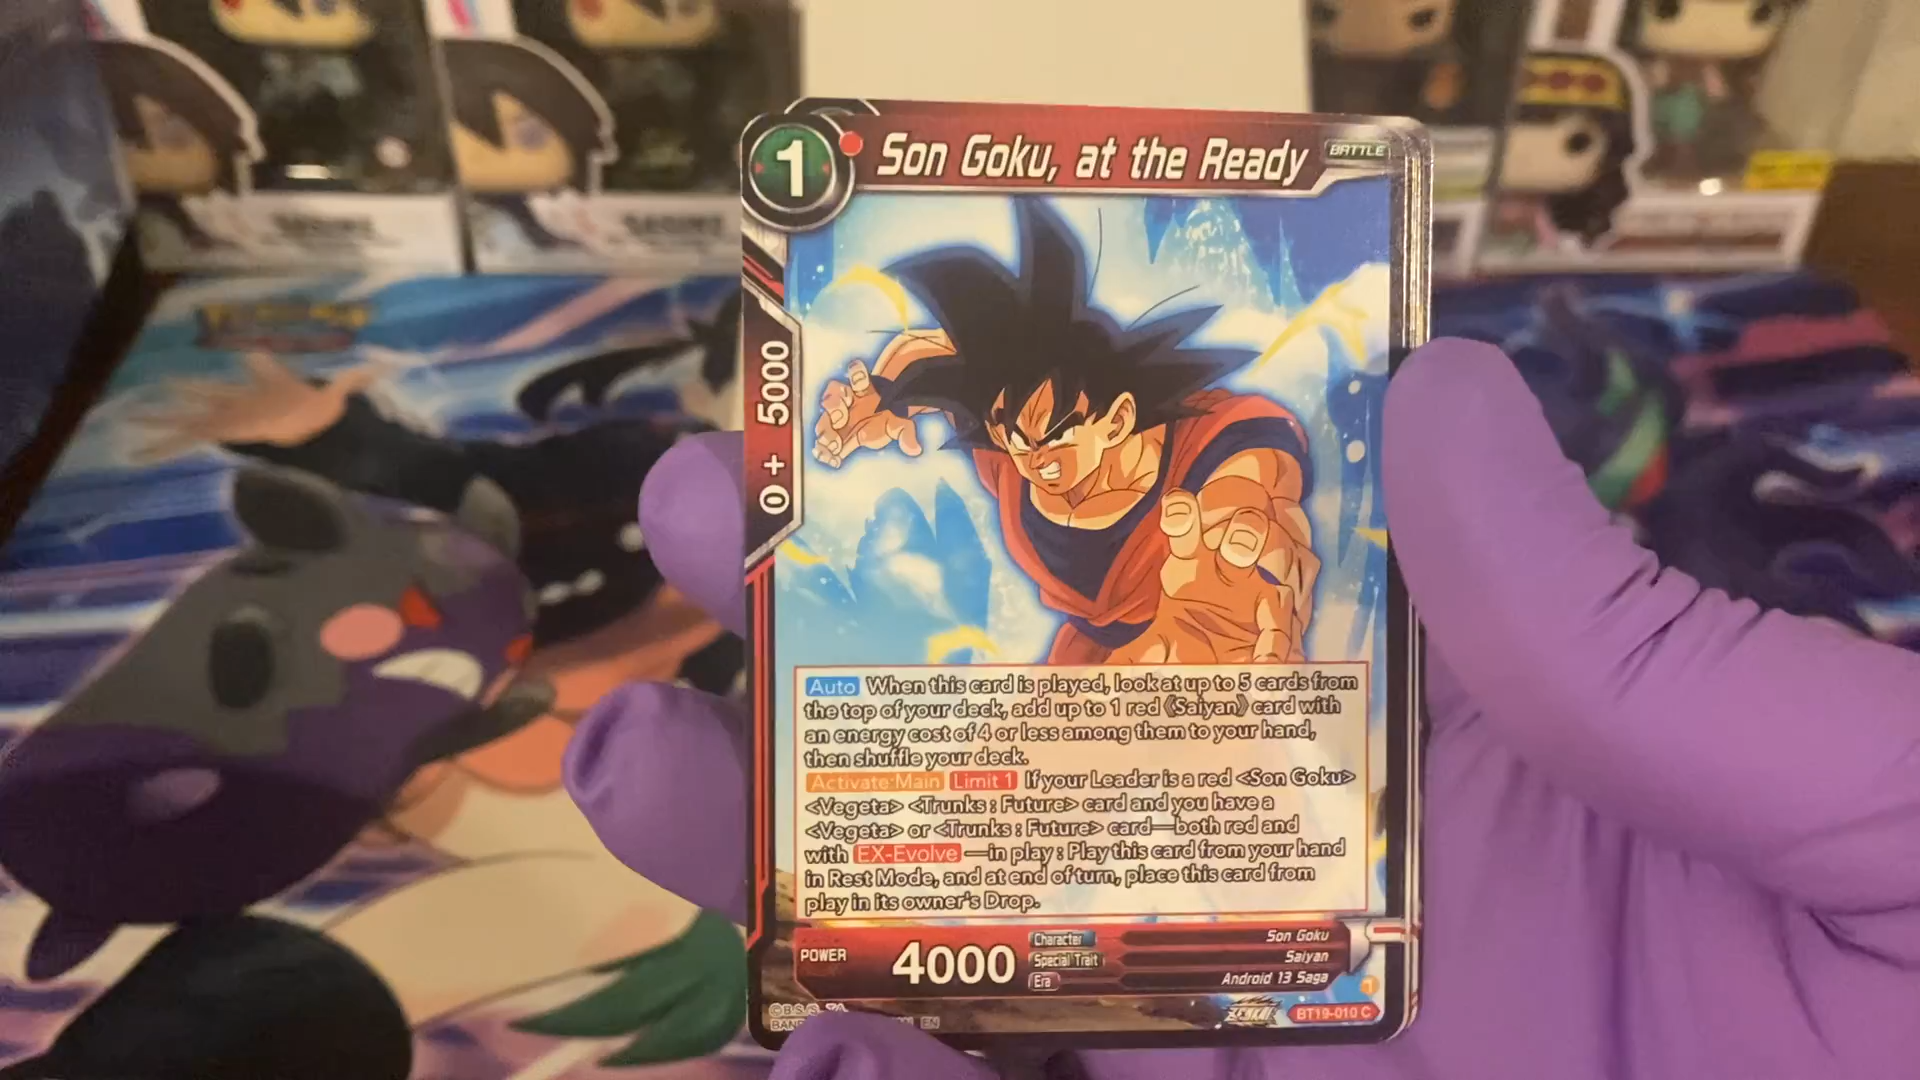 1
Son Goku, at the Ready
BATTLE
0 + 5000
Auto When this card is played, look at up to 5 cards from
the top of your deck, add up to 1 red 《Saiyan》 card with
an energy cost of 4 or less among them to your hand,
then shuffle your deck.
Activate:Main Limit 1 If your Leader is a red <Son Goku>
<Vegeta> <Trunks : Future> card and you have a
<Vegeta> or <Trunks : Future> card—both red and
with EX-Evolve —in play : Play this card from your hand
in Rest Mode, and at end of turn, place this card from
play in its owner's Drop.
POWER
4000
Character
Son Goku
Special Trait
Saiyan
Era
Android 13 Saga
ZENKAI
BT19-010 C
EN